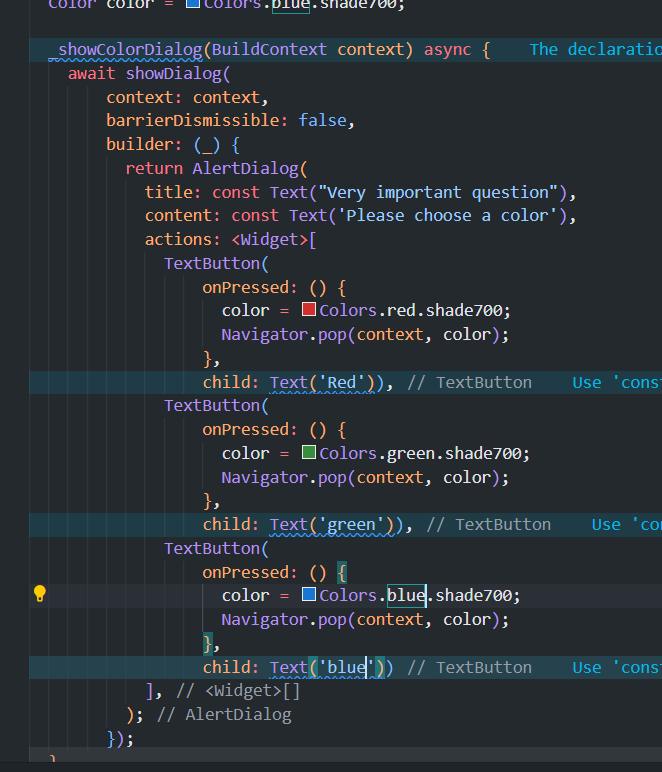 Color color = Colors.blue.shade700;
_showColorDialog(BuildContext context) async { The declaratio
await showDialog(
context: context,
barrierDismissible: false,
builder: (_) {
return AlertDialog(
title: const Text("Very important question"),
content: const Text('Please choose a color'),
actions: <Widget>[
TextButton(
onPressed: () {
color = Colors.red.shade700;
Navigator.pop(context, color);
},
child: Text('Red')), // TextButton Use 'cons
TextButton(
onPressed: () {
color = Colors.green.shade700;
Navigator.pop(context, color);
},
child: Text('green')), // TextButton Use 'co
TextButton(
onPressed: () {
color = Colors.blue.shade700;
Navigator.pop(context, color);
},
child: Text('blue')) // TextButton Use 'cons
], // <Widget>[]
); // AlertDialog
});
}